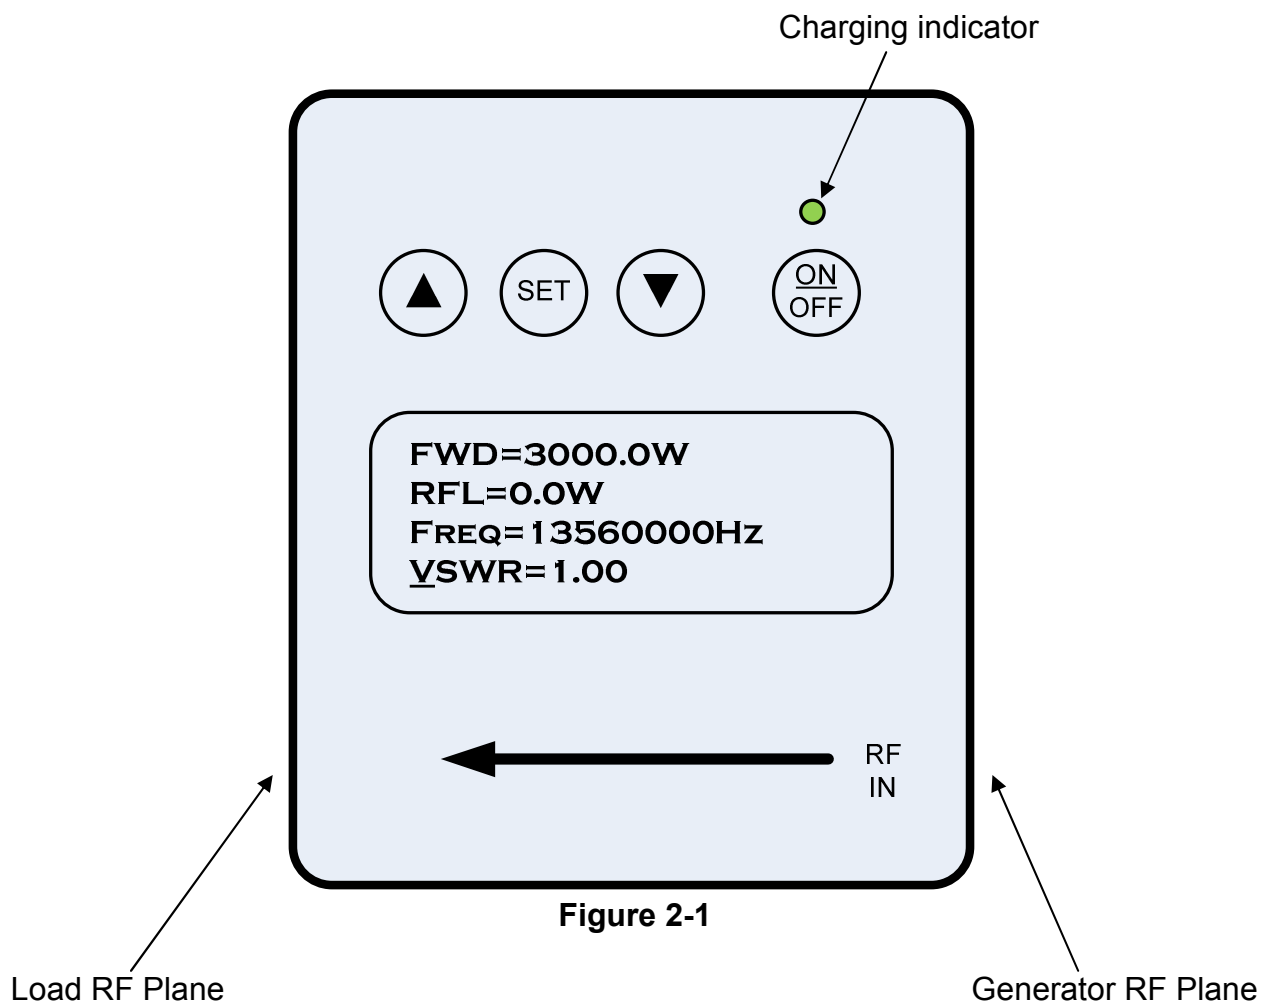 Charging indicator
▲ SET ▼
ON
OFF
FWD=3000.0W
RFL=0.0W
FREQ=13560000HZ
VSWR=1.00
RF
IN
Figure 2-1
Load RF Plane
Generator RF Plane